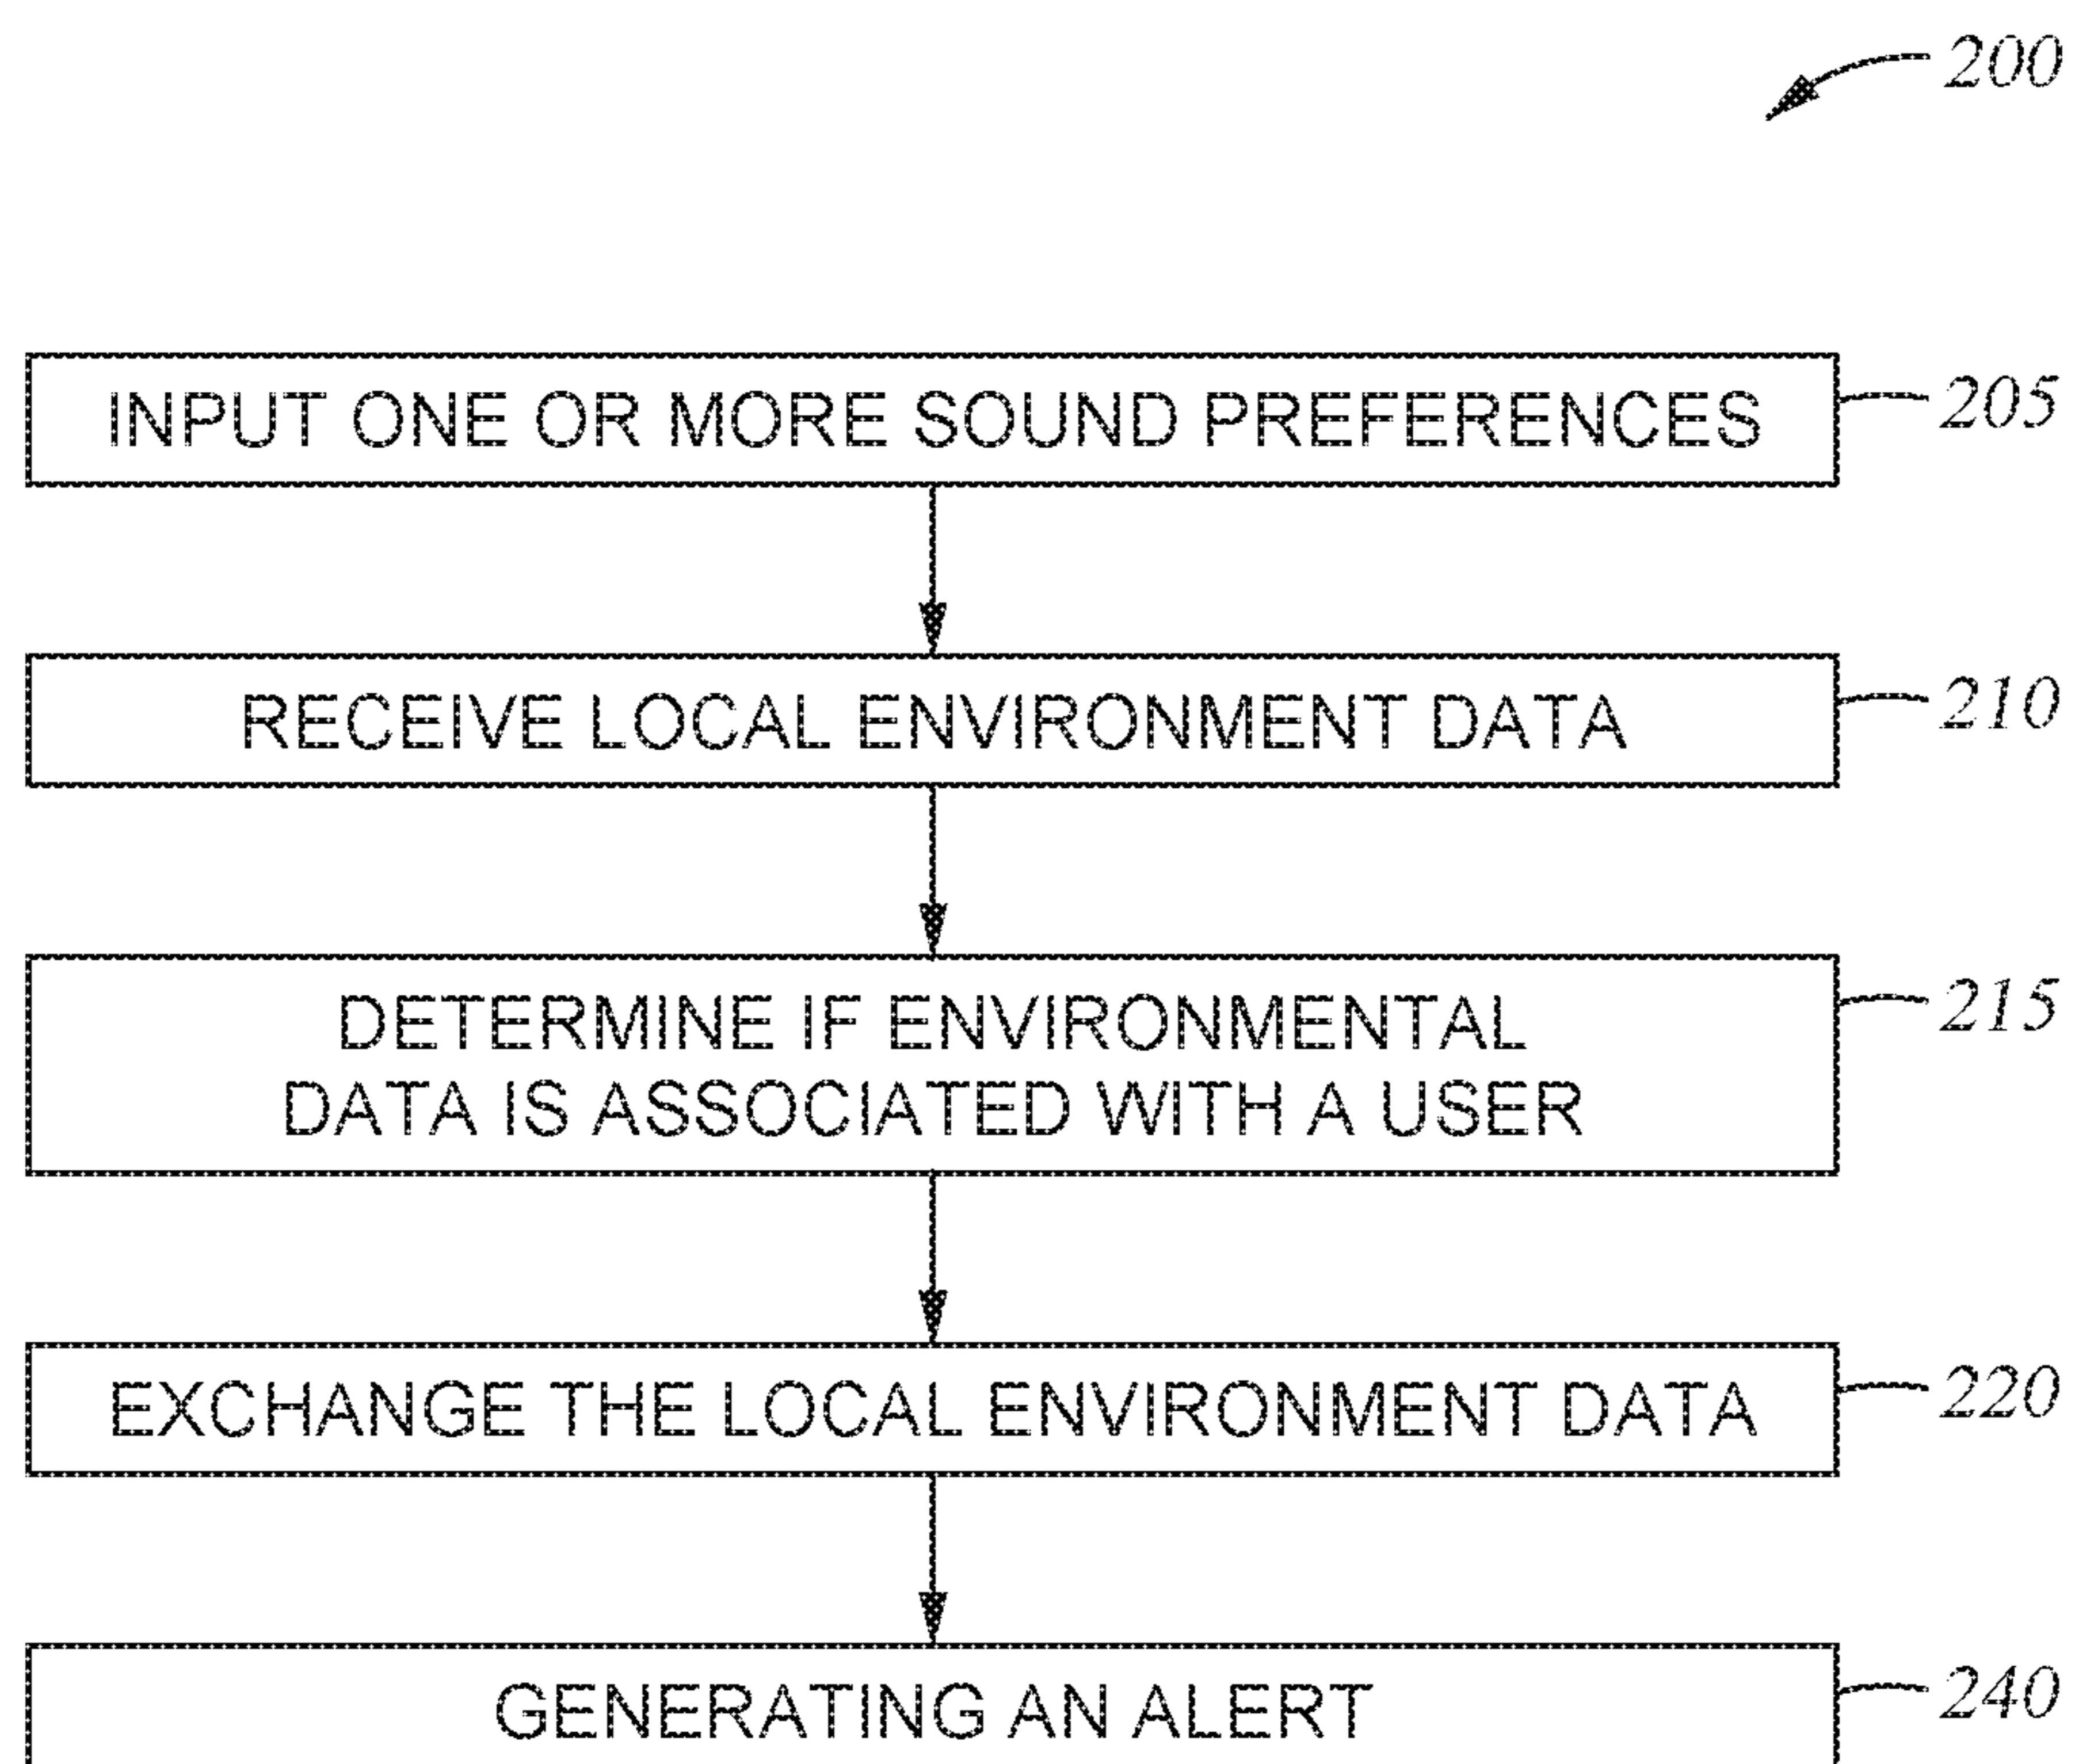 200
INPUT ONE OR MORE SOUND PREFERENCES 205
RECEIVE LOCAL ENVIRONMENT DATA 210
DETERMINE IF ENVIRONMENTAL 215
DATA IS ASSOCIATED WITH A USER
EXCHANGE THE LOCAL ENVIRONMENT DATA 220
GENERATING AN ALERT 240